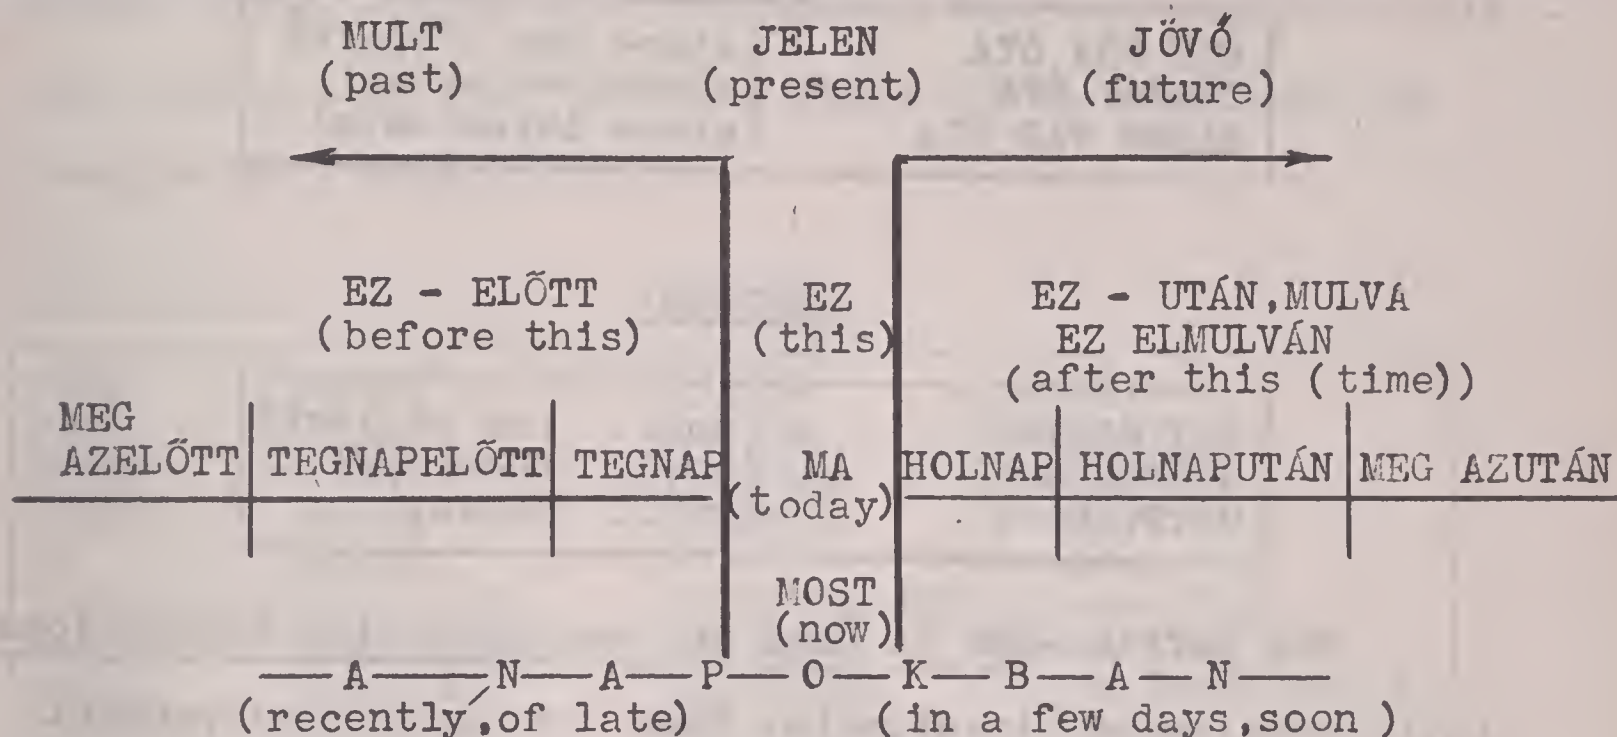 MULT JELEN JÖVŐ
(past) (present) (future)
EZ - ELŐTT EZ EZ - UTÁN,MULVA
(before this) (this) EZ ELMULVÁN
(after this (time))
MEG
AZELŐTT TEGNAPELŐTT TEGNAP MA HOLNAP HOLNAPUTÁN MEG AZUTÁN
(today)
MOST
(now)
—A—N—A—P—O—K—B—A—N—
(recently,of late) (in a few days,soon )